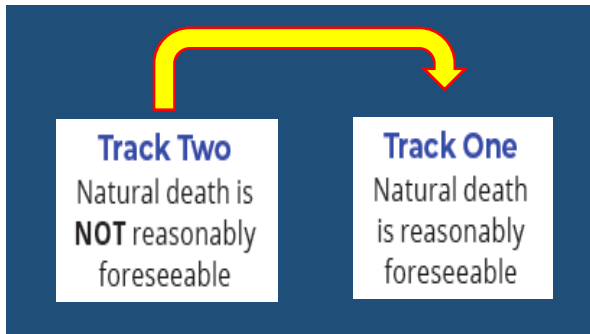 Track Two
Natural death is
NOT reasonably
foreseeable
Track One
Natural death
is reasonably
foreseeable